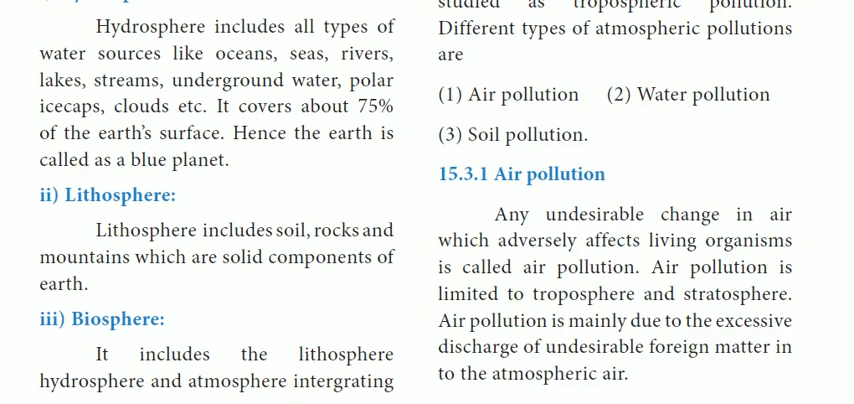 Hydrosphere includes all types of
water sources like oceans, seas, rivers,
lakes, streams, underground water, polar
icecaps, clouds etc. It covers about 75%
of the earth's surface. Hence the earth is
called as a blue planet.
ii) Lithosphere:
Lithosphere includes soil, rocks and
mountains which are solid components of
earth.
iii) Biosphere:
It includes the lithosphere
hydrosphere and atmosphere intergrating
studied as tropospheric pollution.
Different types of atmospheric pollutions
are
(1) Air pollution (2) Water pollution
(3) Soil pollution.
15.3.1 Air pollution
Any undesirable change in air
which adversely affects living organisms
is called air pollution. Air pollution is
limited to troposphere and stratosphere.
Air pollution is mainly due to the excessive
discharge of undesirable foreign matter in
to the atmospheric air.